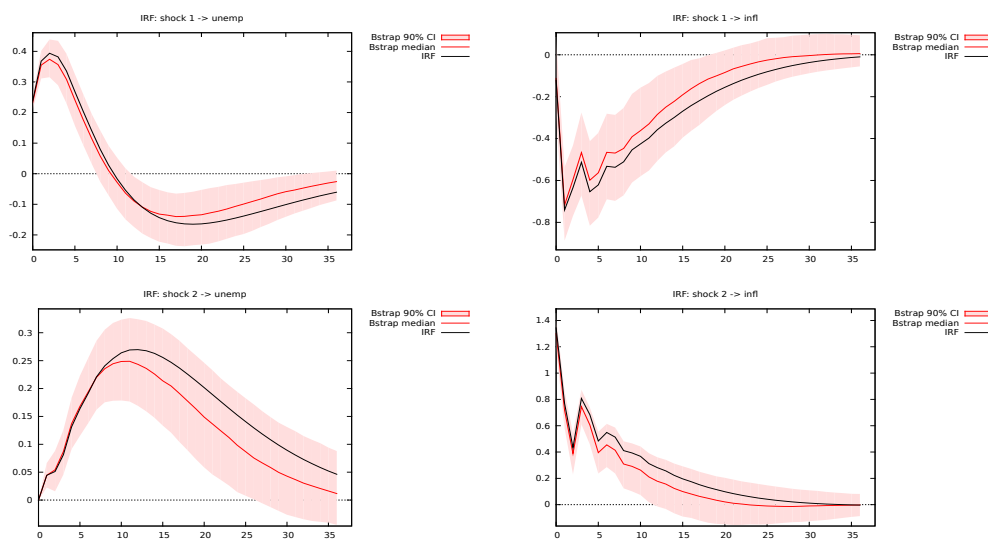 IRF: shock 1 -> unemp
Bstrap 90% CI
Bstrap median
IRF
0.4
0.3
0.2
0.1
0
-0.1
-0.2
0 5 10 15 20 25 30 35
IRF: shock 1 -> infl
Bstrap 90% CI
Bstrap median
IRF
0
-0.2
-0.4
-0.6
-0.8
0 5 10 15 20 25 30 35
IRF: shock 2 -> unemp
Bstrap 90% CI
Bstrap median
IRF
0.3
0.25
0.2
0.15
0.1
0.05
0
0 5 10 15 20 25 30 35
IRF: shock 2 -> infl
Bstrap 90% CI
Bstrap median
IRF
1.4
1.2
1
0.8
0.6
0.4
0.2
0
0 5 10 15 20 25 30 35